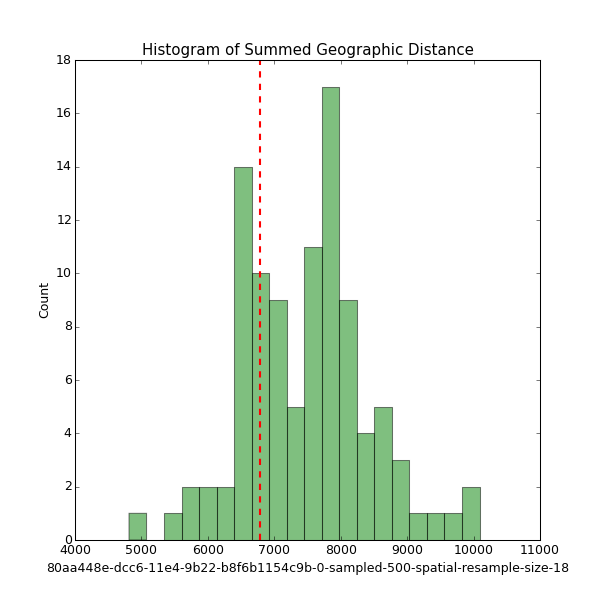 Histogram of Summed Geographic Distance
18
16
14
12
10
8
6
4
2
0
Count
4000 5000 6000 7000 8000 9000 10000 11000
80aa448e-dcc6-11e4-9b22-b8f6b1154c9b-0-sampled-500-spatial-resample-size-18